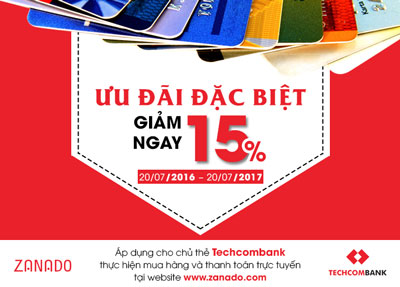 ƯU ĐÃI ĐẶC BIỆT
GIẢM NGAY 15%
20/07/2016 – 20/07/2017
ZANADO
Áp dụng cho chủ thẻ Techcombank
thực hiện mua hàng và thanh toán trực tuyến
tại website www.zanado.com
TECHCOMBANK